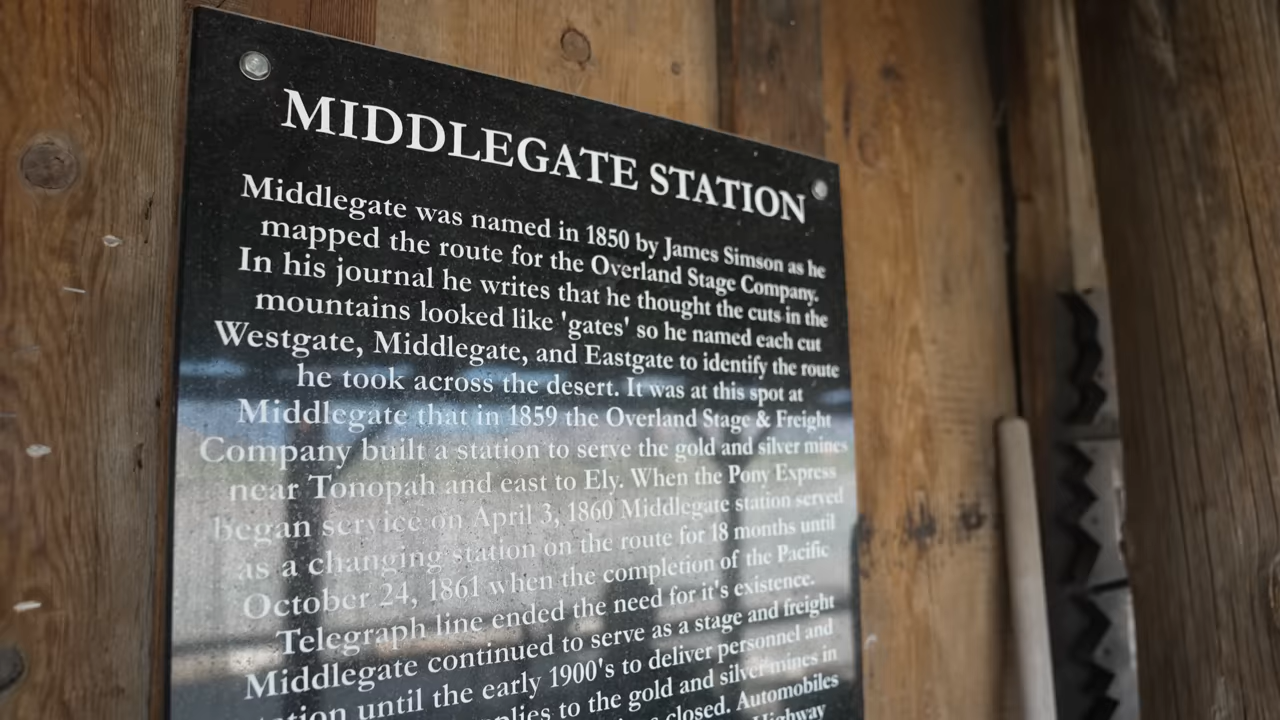 MIDDLEGATE STATION
Middlegate was named in 1850 by James Simson as he
mapped the route for the Overland Stage Company.
In his journal he writes that he thought the cuts in the
mountains looked like 'gates' so he named each cut
Westgate, Middlegate, and Eastgate to identify the route
he took across the desert. It was at this spot at
Middlegate that in 1859 the Overland Stage & Freight
Company built a station to serve the gold and silver mines
near Tonopah and east to Ely. When the Pony Express
began service on April 3, 1860 Middlegate station served
as a changing station on the route for 18 months until
October 24, 1861 when the completion of the Pacific
Telegraph line ended the need for it's existence.
Middlegate continued to serve as a stage and freight
until the early 1900's to deliver personnel and
to the gold and silver mines in
closed. Automobiles
Highway